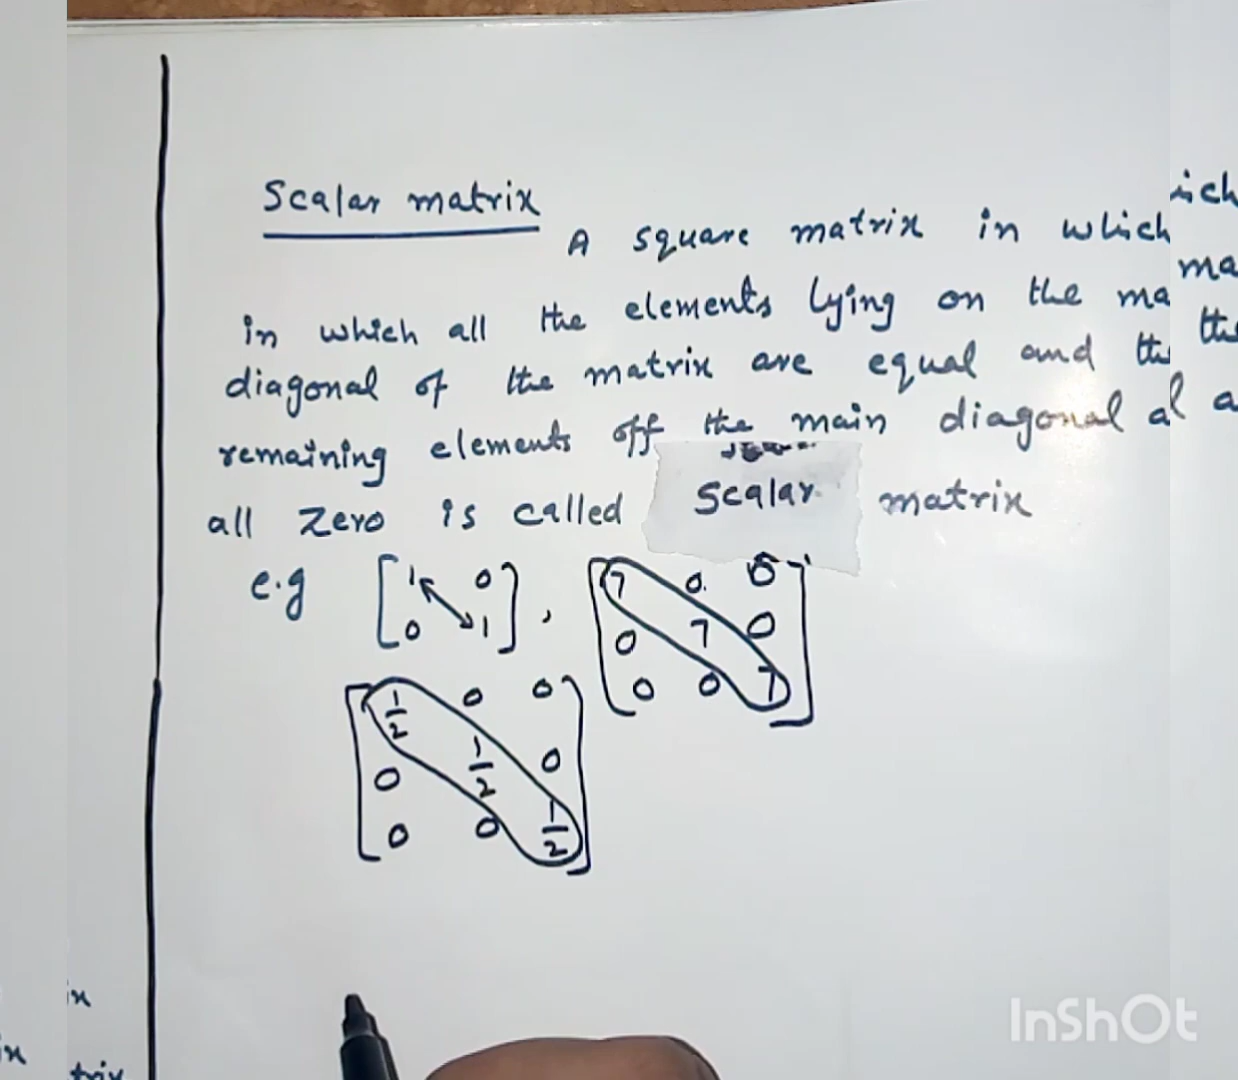 Scalar matrix
A square matrix in which
in which all the elements lying on the ma
diagonal of the matrix are equal and the
remaining elements off the main diagonal
all zero is called scalar matrix
e.g [1 0
0 1], [7 0 0
0 7 0
0 0 7]
[1/2 0 0
0 1/2 0
0 0 1/2]
InShOt